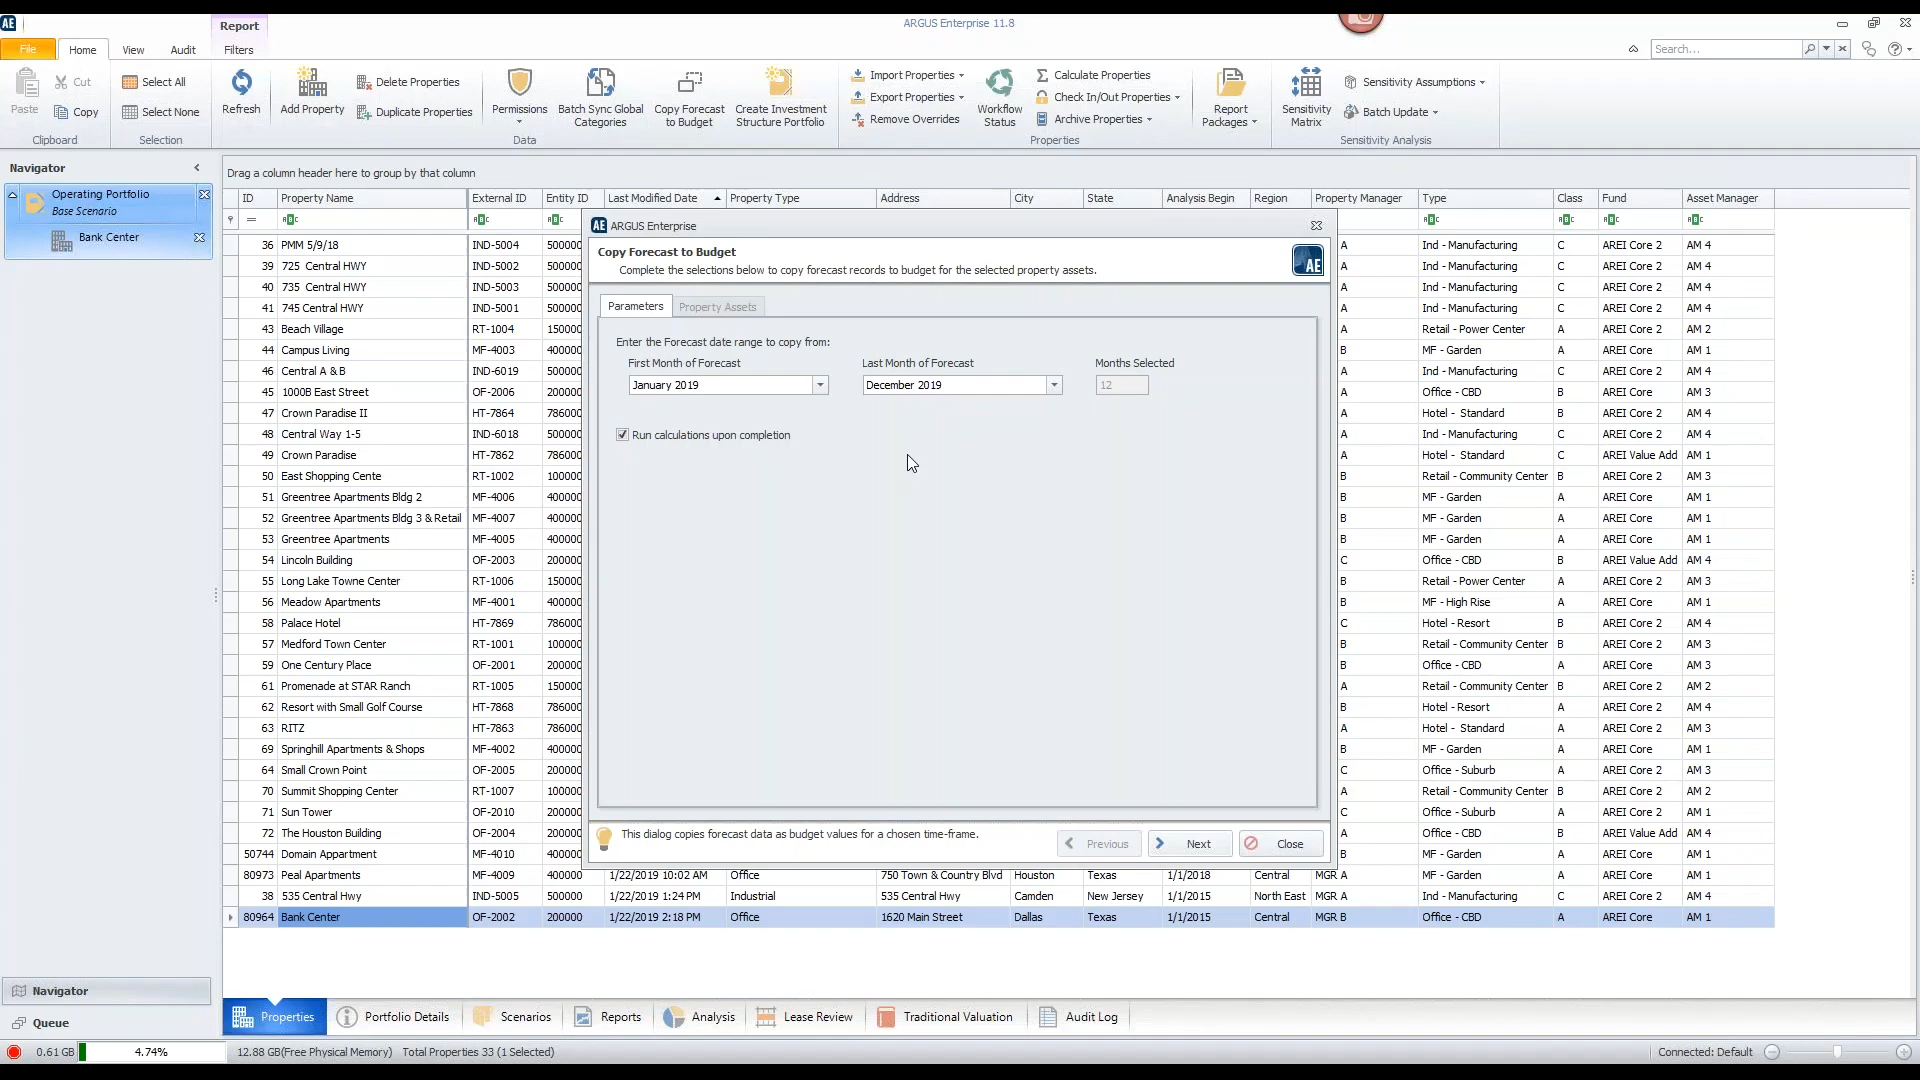 AE
Report
ARGUS Enterprise 11.8
File
Home
View
Audit
Filters
Search...
Paste
Cut
Copy
Clipboard
Select All
Select None
Selection
Refresh
Add Property
Delete Properties
Duplicate Properties
Permissions
Batch Sync Global Categories
Copy Forecast to Budget
Create Investment Structure Portfolio
Data
Import Properties
Export Properties
Remove Overrides
Workflow Status
Calculate Properties
Check In/Out Properties
Archive Properties
Properties
Report Packages
Sensitivity Matrix
Sensitivity Assumptions
Batch Update
Sensitivity Analysis
Navigator
Operating Portfolio
Base Scenario
Bank Center
Drag a column header here to group by that column
ID Property Name External ID Entity ID Last Modified Date Property Type Address City State Analysis Begin Region Property Manager Type Class Fund Asset Manager
36 PMM 5/9/18 IND-5004 500000 A Ind - Manufacturing C AREI Core 2 AM 4
39 725 Central HWY IND-5002 500000 A Ind - Manufacturing C AREI Core 2 AM 4
40 735 Central HWY IND-5003 500000 A Ind - Manufacturing C AREI Core 2 AM 4
41 745 Central HWY IND-5001 500000 A Ind - Manufacturing C AREI Core 2 AM 4
43 Beach Village RT-1004 150000 A Retail - Power Center A AREI Core 2 AM 2
44 Campus Living MF-4003 400000 B MF - Garden A AREI Core AM 1
46 Central A & B IND-6019 500000 A Ind - Manufacturing C AREI Core 2 AM 4
45 1000B East Street OF-2006 200000 A Office - CBD B AREI Core AM 3
47 Crown Paradise II HT-7864 786000 A Hotel - Standard B AREI Core 2 AM 4
48 Central Way 1-5 IND-6018 500000 A Ind - Manufacturing C AREI Core 2 AM 4
49 Crown Paradise HT-7862 786000 A Hotel - Standard C AREI Value Add AM 1
50 East Shopping Cente RT-1002 100000 A Retail - Community Center B AREI Core 2 AM 3
51 Greentree Apartments Bldg 2 MF-4006 400000 B MF - Garden A AREI Core AM 1
52 Greentree Apartments Bldg 3 & Retail MF-4007 400000 B MF - Garden A AREI Core AM 1
53 Greentree Apartments MF-4005 400000 B MF - Garden A AREI Core AM 1
54 Lincoln Building OF-2003 200000 C Office - CBD B AREI Value Add AM 4
55 Long Lake Towne Center RT-1006 150000 B Retail - Power Center A AREI Core 2 AM 3
56 Meadow Apartments MF-4001 400000 B MF - High Rise A AREI Core AM 1
58 Palace Hotel HT-7869 786000 C Hotel - Resort B AREI Core 2 AM 4
57 Medford Town Center RT-1001 100000 B Retail - Community Center B AREI Core 2 AM 3
59 One Century Place OF-2001 200000 B Office - CBD A AREI Core AM 3
61 Promenade at STAR Ranch RT-1005 150000 A Retail - Community Center B AREI Core 2 AM 2
62 Resort with Small Golf Course HT-7868 786000 B Hotel - Resort A AREI Core 2 AM 4
63 RITZ HT-7863 786000 A Hotel - Standard A AREI Core 2 AM 3
69 Springhill Apartments & Shops MF-4002 400000 B MF - Garden A AREI Core AM 1
64 Small Crown Point OF-2005 200000 C Office - Suburb A AREI Core 2 AM 3
70 Summit Shopping Center RT-1007 100000 A Retail - Community Center B AREI Core 2 AM 2
71 Sun Tower OF-2010 200000 C Office - Suburb A AREI Core 2 AM 1
72 The Houston Building OF-2004 200000 A Office - CBD B AREI Value Add AM 4
50744 Domain Appartment MF-4010 400000 B MF - Garden A AREI Core AM 1
80973 Peal Apartments MF-4009 400000 1/22/2019 10:02 AM Office 750 Town & Country Blvd Houston Texas 1/1/2018 Central MGR A MF - Garden A AREI Core AM 1
38 535 Central Hwy IND-5005 500000 1/22/2019 1:24 PM Industrial 535 Central Hwy Camden New Jersey 1/1/2015 North East MGR A Ind - Manufacturing C AREI Core 2 AM 4
80964 Bank Center OF-2002 200000 1/22/2019 2:18 PM Office 1620 Main Street Dallas Texas 1/1/2015 Central MGR B Office - CBD A AREI Core AM 1
AE ARGUS Enterprise
Copy Forecast to Budget
Complete the selections below to copy forecast records to budget for the selected property assets.
AE
Parameters
Property Assets
Enter the Forecast date range to copy from:
First Month of Forecast Last Month of Forecast Months Selected
January 2019 December 2019 12
Run calculations upon completion
This dialog copies forecast data as budget values for a chosen time-frame.
Previous
Next
Close
Navigator
Queue
Properties
Portfolio Details
Scenarios
Reports
Analysis
Lease Review
Traditional Valuation
Audit Log
0.61 GB 4.74% 12.88 GB(Free Physical Memory) Total Properties 33 (1 Selected) Connected: Default